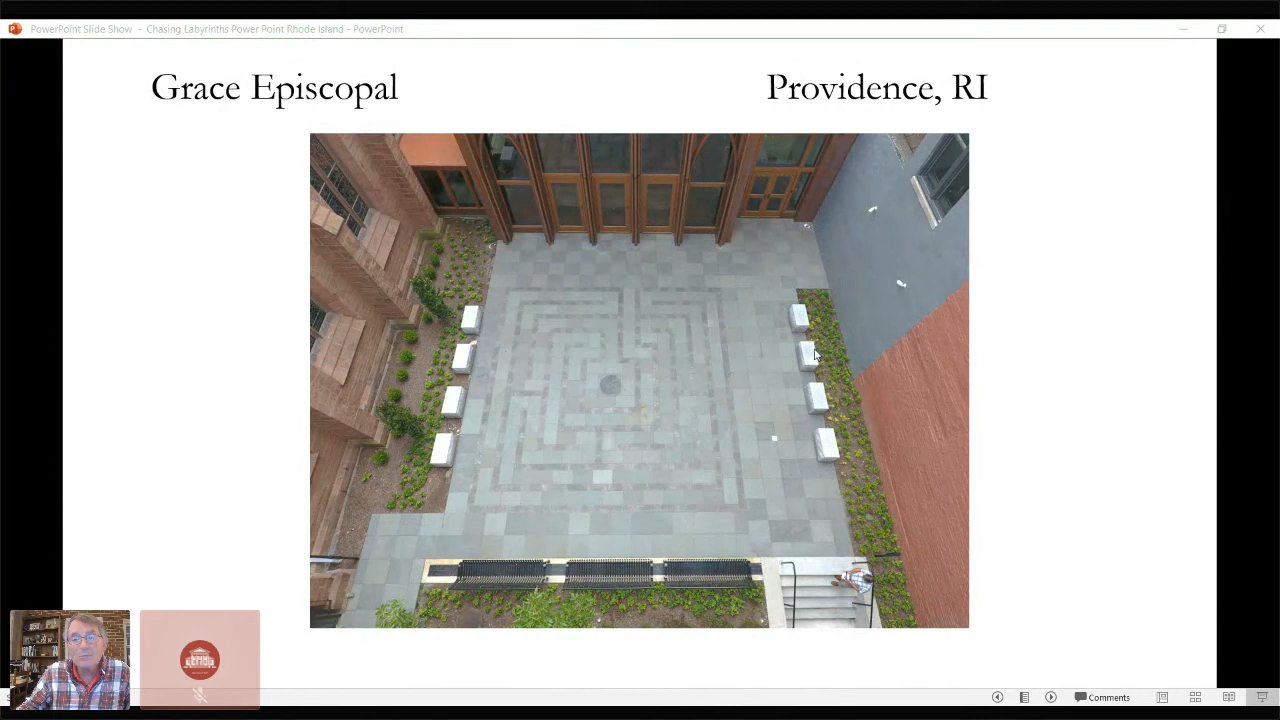 PowerPoint Slide Show - Chasing Labyrinths Power Point Rhode Island - PowerPoint
Grace Episcopal
Providence, RI
Comments